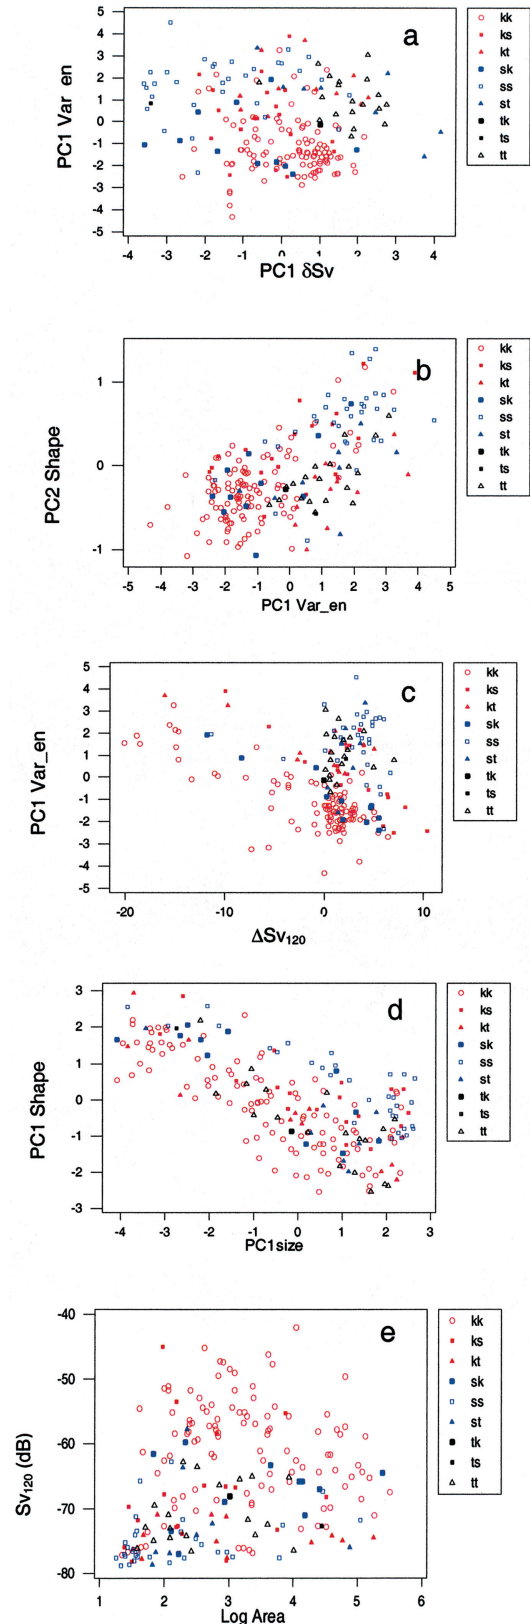 a
PC1 Var_en
5
4
3
2
1
0
-1
-2
-3
-4
-5
-4 -3 -2 -1 0 1 2 3 4
PC1 δSv
kk
ks
kt
sk
ss
st
tk
ts
tt
b
PC2 Shape
1
0
-1
-5 -4 -3 -2 -1 0 1 2 3 4 5
PC1 Var_en
kk
ks
kt
sk
ss
st
tk
ts
tt
c
PC1 Var_en
5
4
3
2
1
0
-1
-2
-3
-4
-5
-20 -10 0 10
ΔSv120
kk
ks
kt
sk
ss
st
tk
ts
tt
d
PC1 Shape
3
2
1
0
-1
-2
-3
-4 -3 -2 -1 0 1 2 3
PC1size
kk
ks
kt
sk
ss
st
tk
ts
tt
e
Sv120 (dB)
-40
-50
-60
-70
-80
1 2 3 4 5 6
Log Area
kk
ks
kt
sk
ss
st
tk
ts
tt